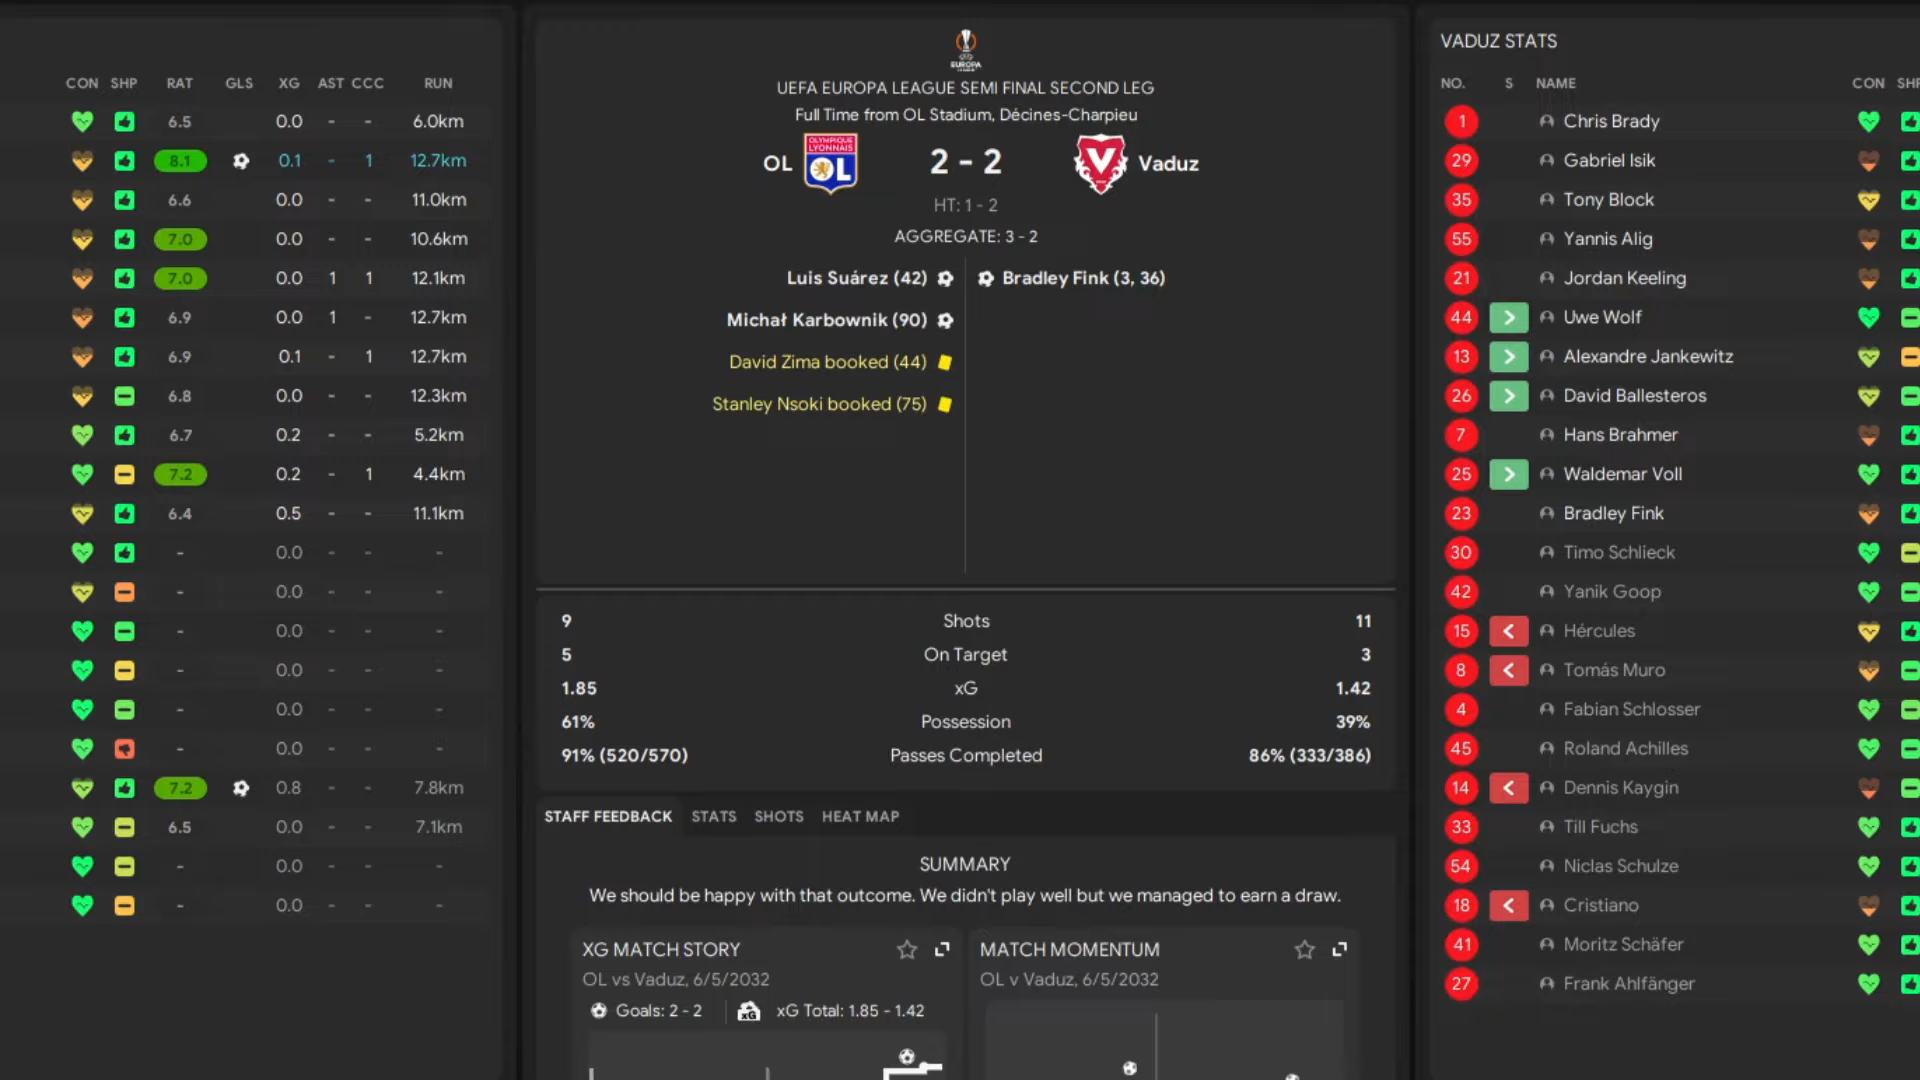 CON SHP RAT GLS XG AST CCC RUN
6.5 0.0 - - 6.0km
8.1 0.1 - 1 12.7km
6.6 0.0 - - 11.0km
7.0 0.0 - - 10.6km
7.0 0.0 1 1 12.1km
6.9 0.0 1 - 12.7km
6.9 0.1 - 1 12.7km
6.8 0.0 - - 12.3km
6.7 0.2 - - 5.2km
7.2 0.2 - 1 4.4km
6.4 0.5 - - 11.1km
- 0.0 - - -
- 0.0 - - -
- 0.0 - - -
- 0.0 - - -
- 0.0 - - -
- 0.0 - - -
7.2 0.8 - - 7.8km
6.5 0.0 - - 7.1km
- 0.0 - - -
- 0.0 - - -
EUROPA
UEFA EUROPA LEAGUE SEMI FINAL SECOND LEG
Full Time from OL Stadium, Décines-Charpieu
OLYMPIQUE
LYONNAIS
OL OL 2 - 2 V Vaduz
HT: 1 - 2
AGGREGATE: 3 - 2
Luis Suárez (42) Bradley Fink (3, 36)
Michał Karbownik (90)
David Zima booked (44)
Stanley Nsoki booked (75)
9 Shots 11
5 On Target 3
1.85 xG 1.42
61% Possession 39%
91% (520/570) Passes Completed 86% (333/386)
STAFF FEEDBACK STATS SHOTS HEAT MAP
SUMMARY
We should be happy with that outcome. We didn't play well but we managed to earn a draw.
XG MATCH STORY
OL vs Vaduz, 6/5/2032
Goals: 2 - 2 xG xG Total: 1.85 - 1.42
MATCH MOMENTUM
OL v Vaduz, 6/5/2032
VADUZ STATS
NO. S NAME CON SHP
1 Chris Brady
29 Gabriel Isik
35 Tony Block
55 Yannis Alig
21 Jordan Keeling
44 > Uwe Wolf
13 > Alexandre Jankewitz
26 > David Ballesteros
7 Hans Brahmer
25 > Waldemar Voll
23 Bradley Fink
30 Timo Schlieck
42 Yanik Goop
15 < Hércules
8 < Tomás Muro
4 Fabian Schlosser
45 Roland Achilles
14 < Dennis Kaygin
33 Till Fuchs
54 Niclas Schulze
18 < Cristiano
41 Moritz Schäfer
27 Frank Ahlfänger